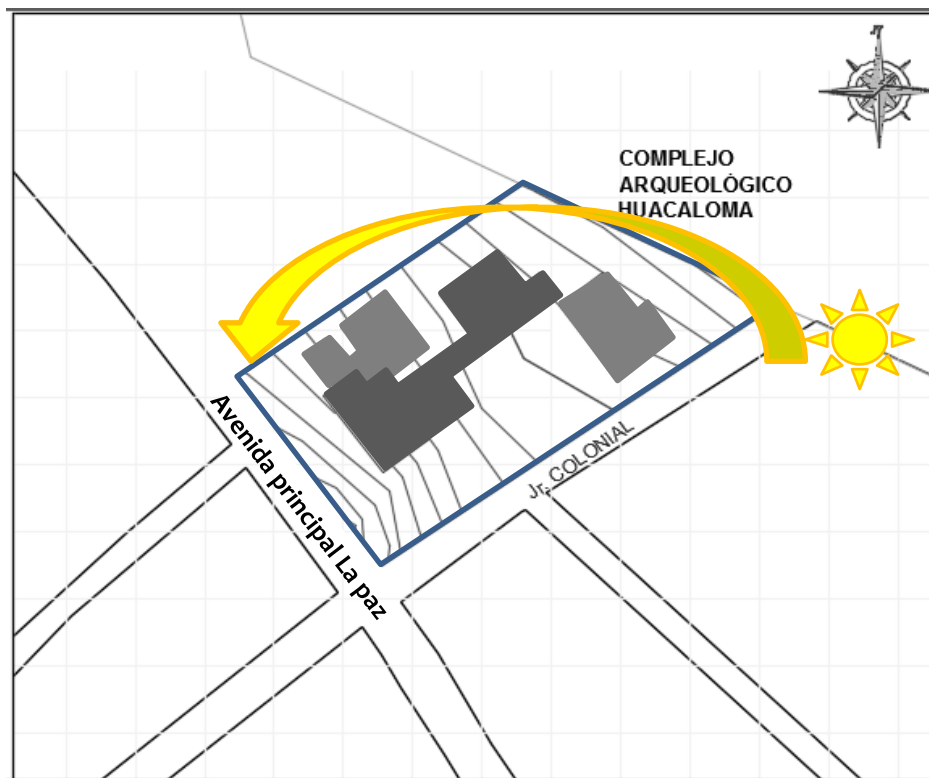 N
COMPLEJO
ARQUEOLÓGICO
HUACALOMA
Avenida principal La paz
Jr. COLONIAL